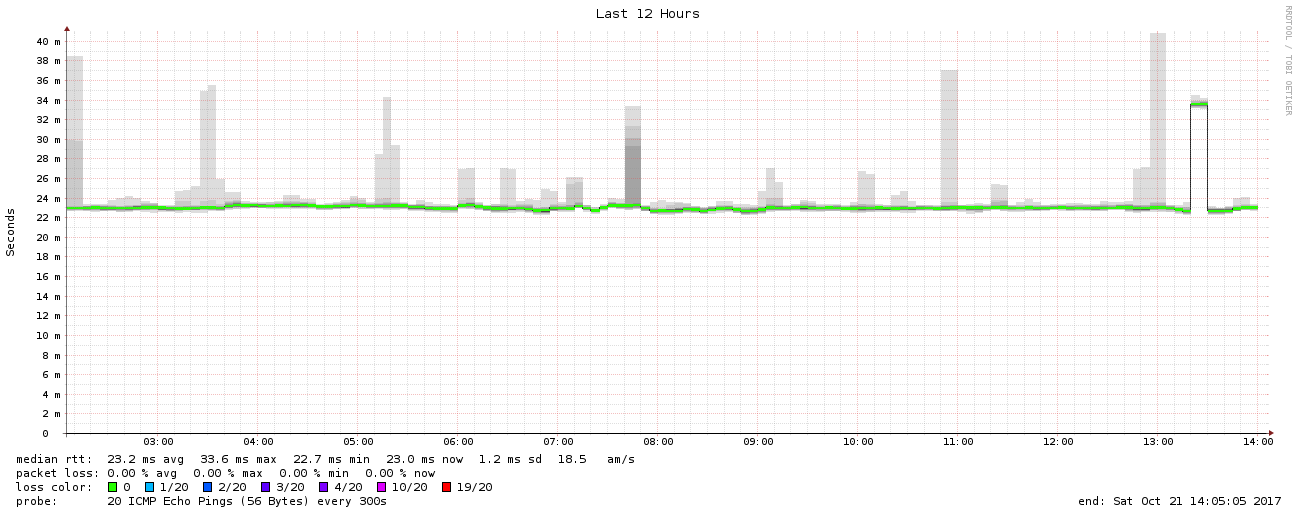 Last 12 Hours
RRDTOOL / TOBI OETIKER
Seconds
40 m
38 m
36 m
34 m
32 m
30 m
28 m
26 m
24 m
22 m
20 m
18 m
16 m
14 m
12 m
10 m
8 m
6 m
4 m
2 m
0
03:00 04:00 05:00 06:00 07:00 08:00 09:00 10:00 11:00 12:00 13:00 14:00
median rtt: 23.2 ms avg 33.6 ms max 22.7 ms min 23.0 ms now 1.2 ms sd 18.5 am/s
packet loss: 0.00 % avg 0.00 % max 0.00 % min 0.00 % now
loss color: 0 1/20 2/20 3/20 4/20 10/20 19/20
probe: 20 ICMP Echo Pings (56 Bytes) every 300s end: Sat Oct 21 14:05:05 2017